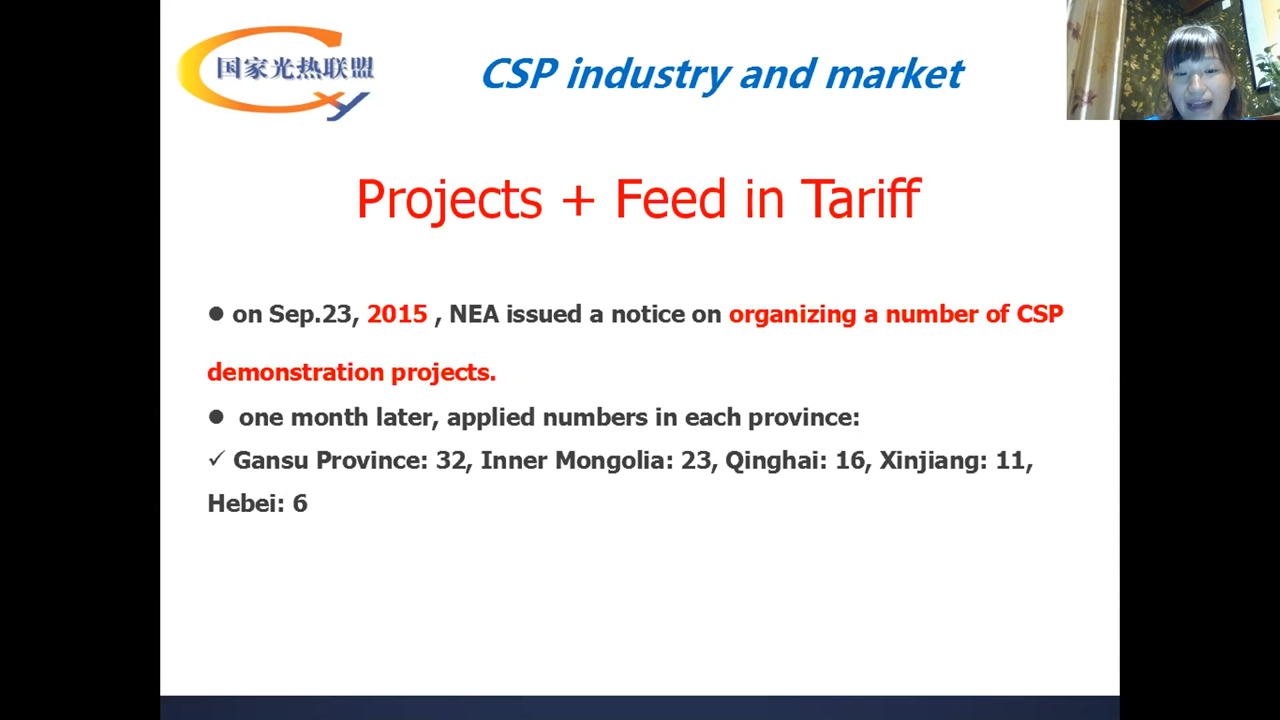 国家光热联盟
CSP industry and market
Projects + Feed in Tariff
● on Sep.23, 2015 , NEA issued a notice on organizing a number of CSP
demonstration projects.
● one month later, applied numbers in each province:
✓ Gansu Province: 32, Inner Mongolia: 23, Qinghai: 16, Xinjiang: 11,
Hebei: 6